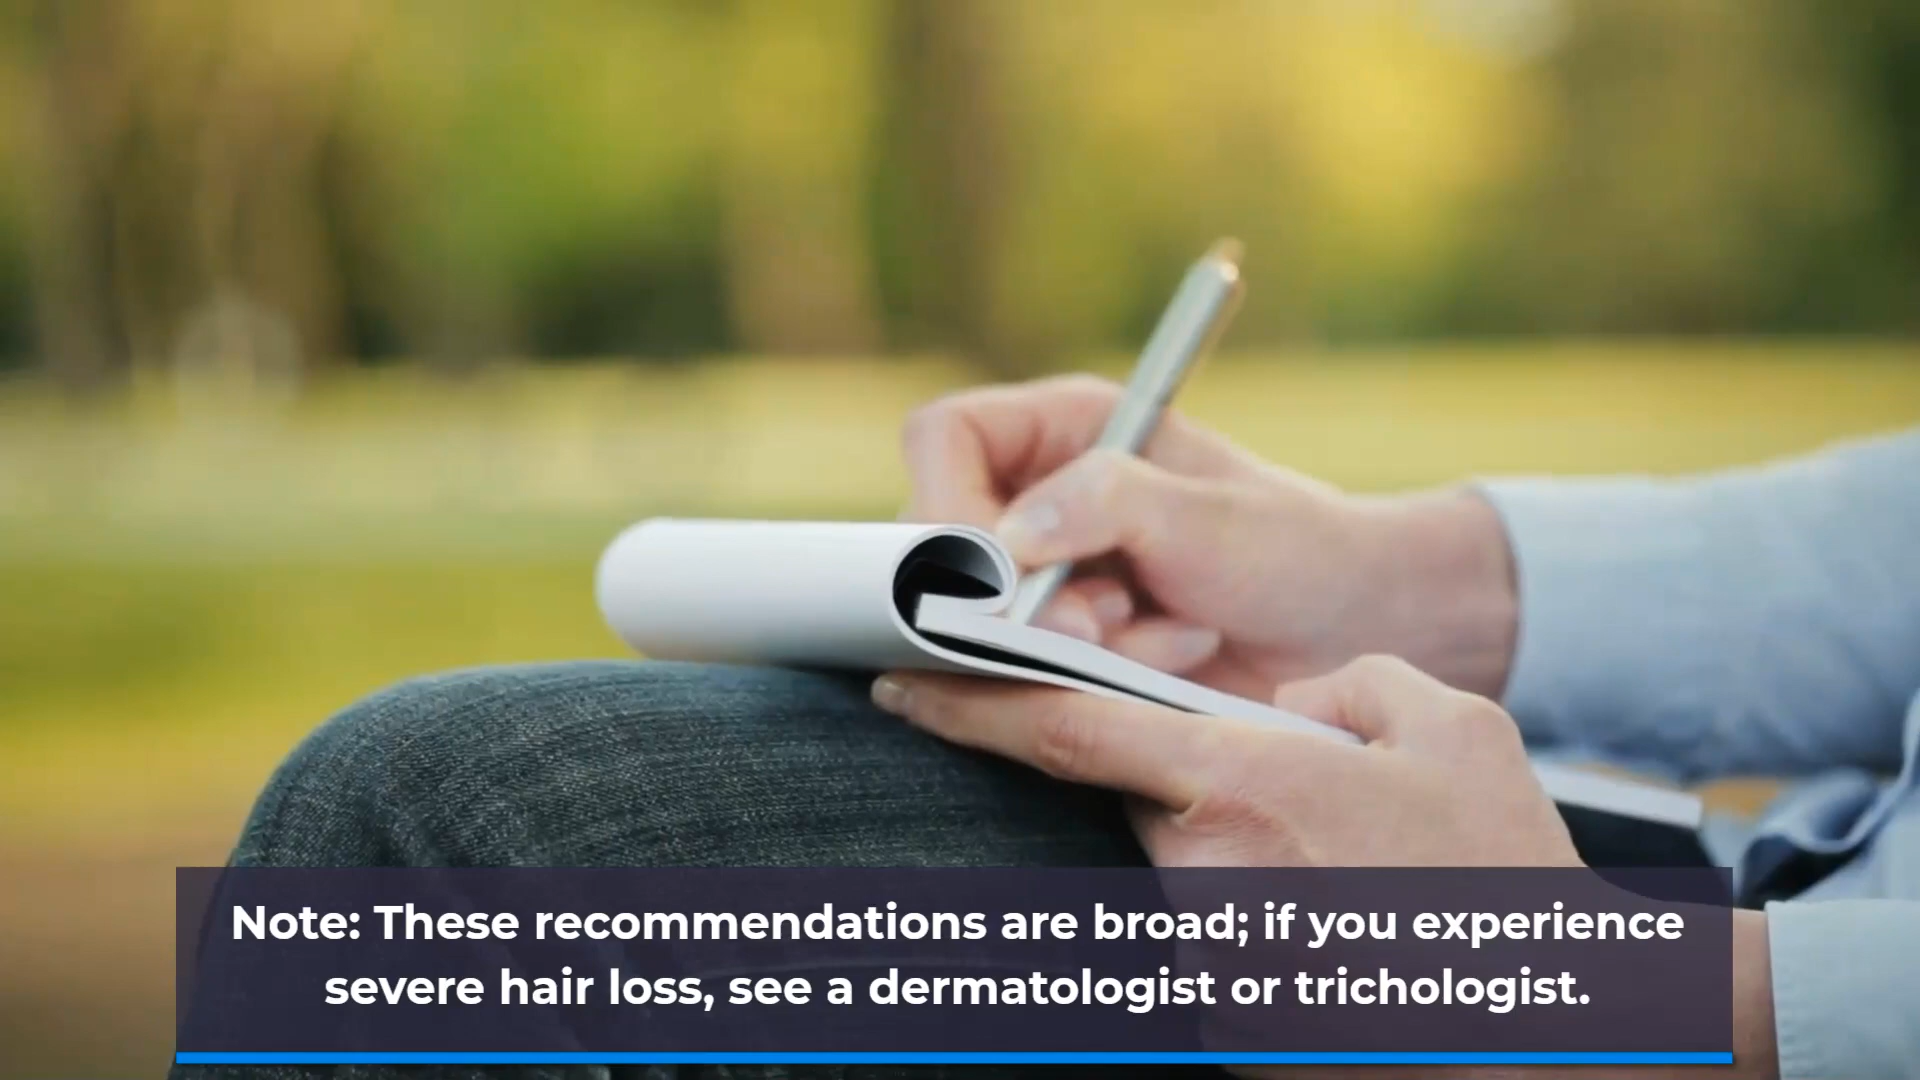 Note: These recommendations are broad; if you experience
severe hair loss, see a dermatologist or trichologist.